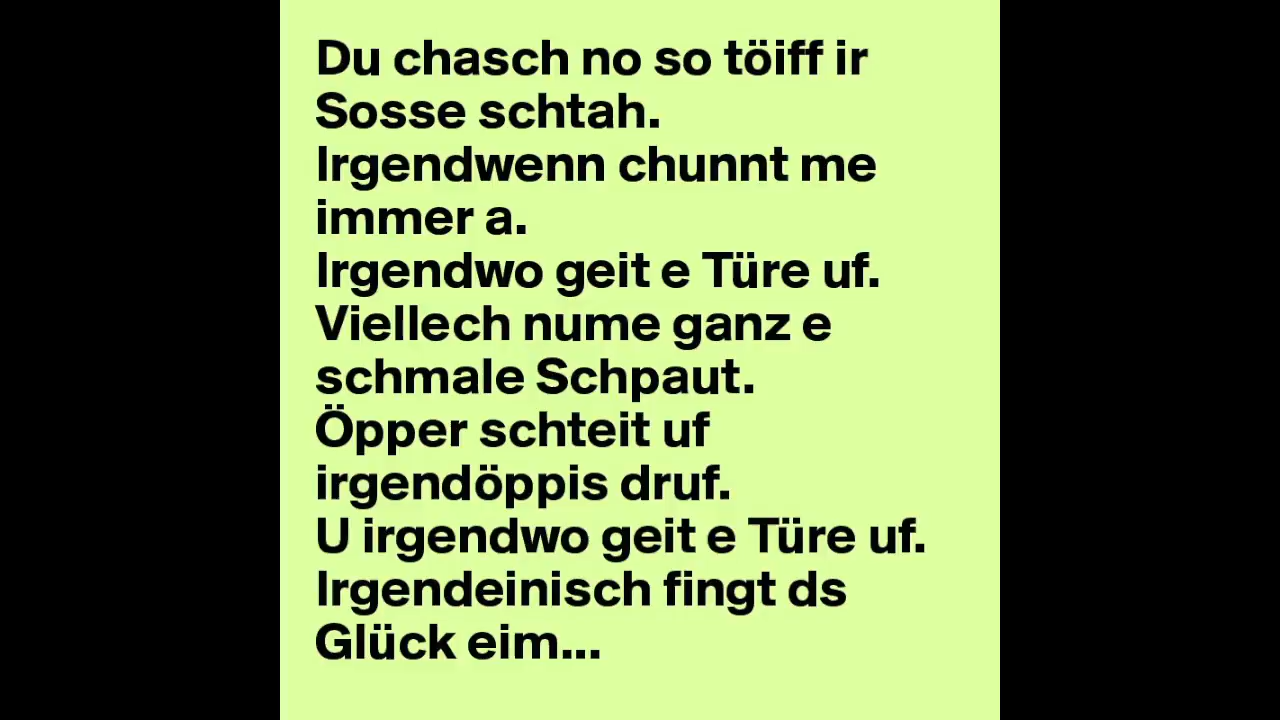 Du chasch no so töiff ir
Sosse schtah.
Irgendwenn chunnt me
immer a.
Irgendwo geit e Türe uf.
Viellech nume ganz e
schmale Schpaut.
Öpper schteit uf
irgendöppis druf.
U irgendwo geit e Türe uf.
Irgendeinisch fingt ds
Glück eim...